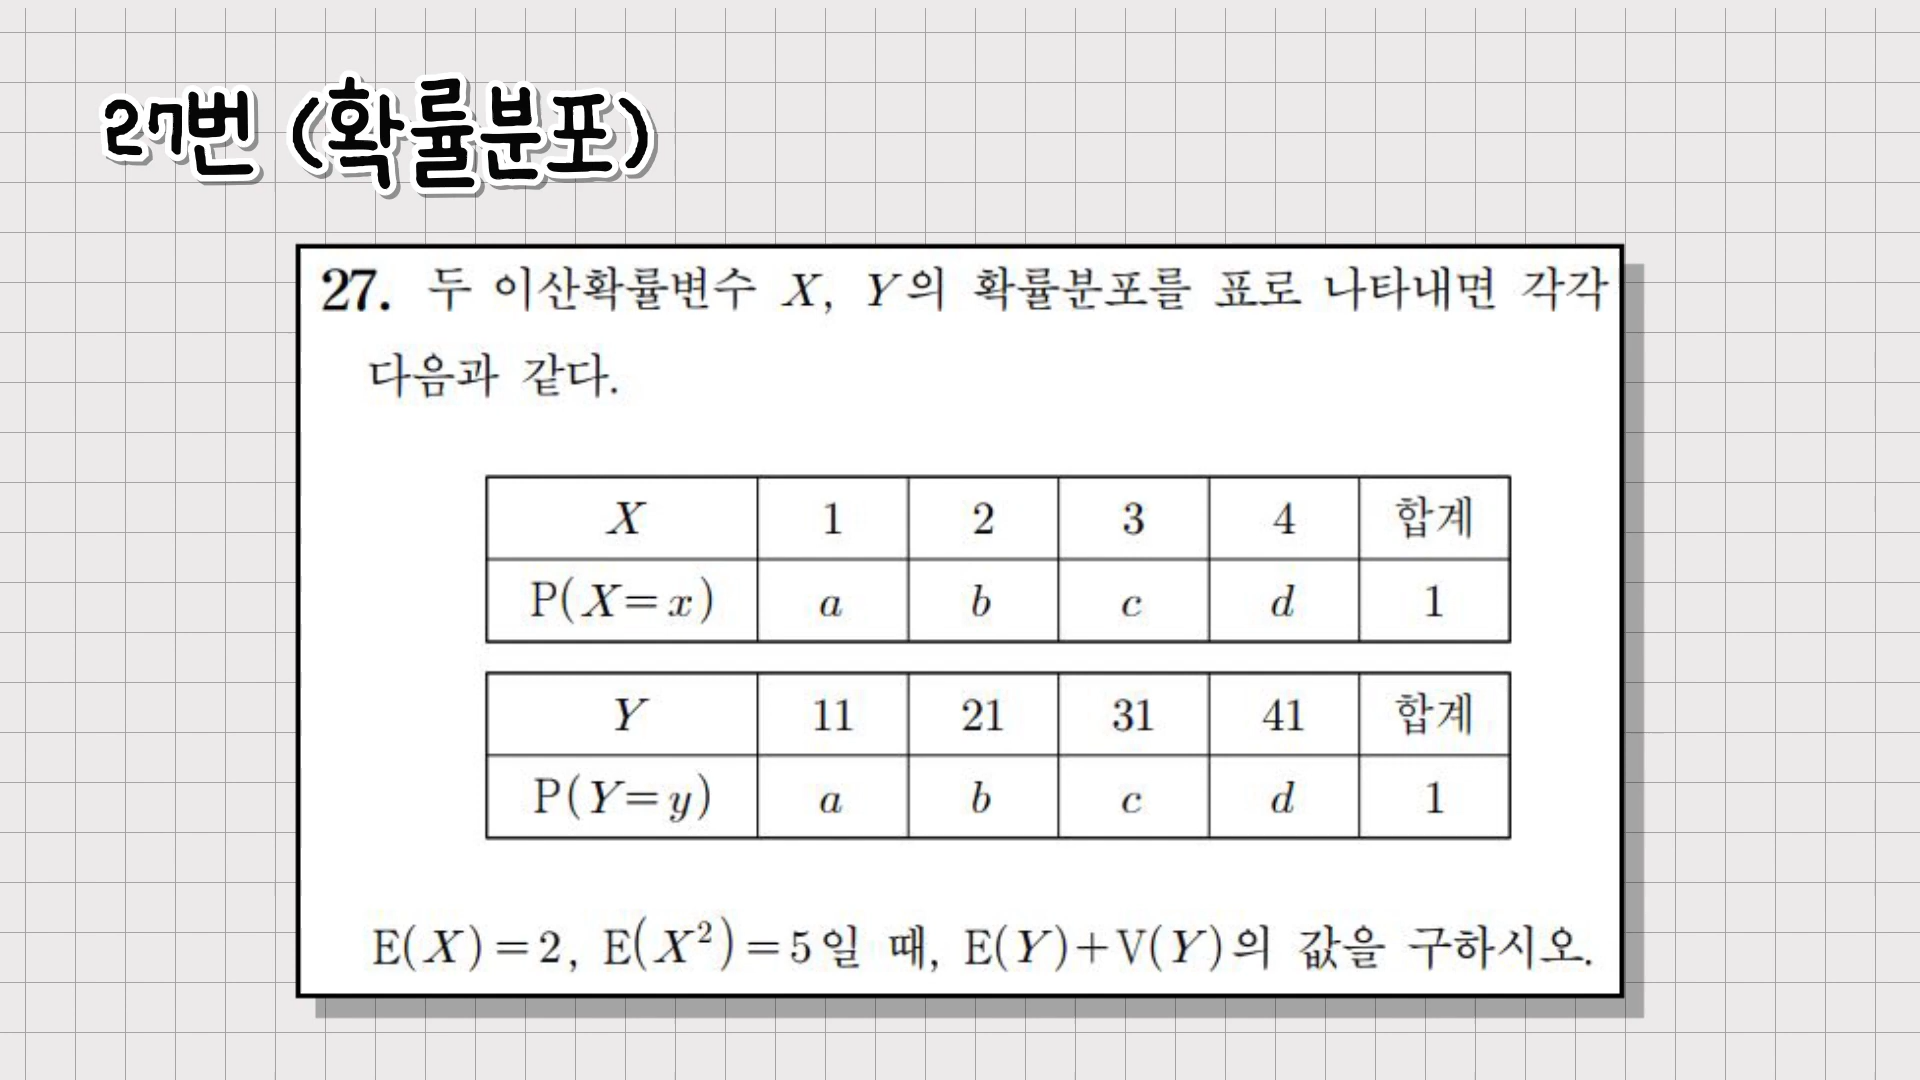 27번 (확률분포)
27. 두 이산확률변수 X, Y의 확률분포를 표로 나타내면 각각
다음과 같다.
X 1 2 3 4 합계
P(X=x) a b c d 1
Y 11 21 31 41 합계
P(Y=y) a b c d 1
E(X)=2, E(X²)=5일 때, E(Y)+V(Y)의 값을 구하시오.